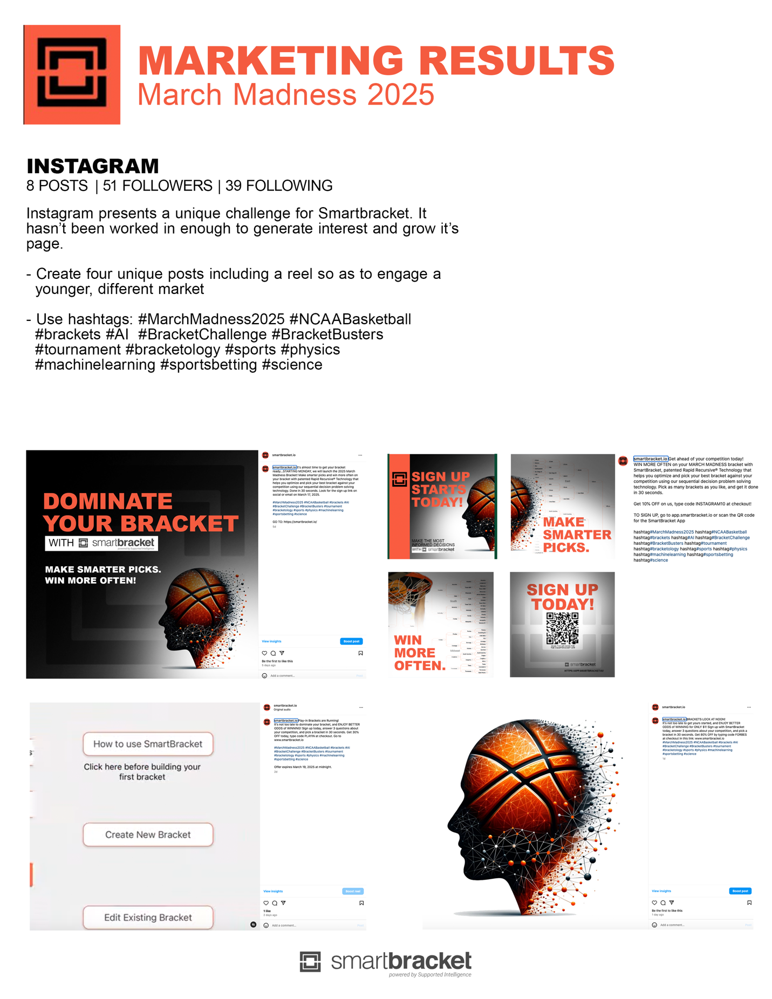 MARKETING RESULTS
March Madness 2025
INSTAGRAM
8 POSTS | 51 FOLLOWERS | 39 FOLLOWING
Instagram presents a unique challenge for Smartbracket. It
hasn't been worked in enough to generate interest and grow it's
page.
- Create four unique posts including a reel so as to engage a
younger, different market
- Use hashtags: #MarchMadness2025 #NCAABasketball
#brackets #AI #BracketChallenge #BracketBusters
#tournament #bracketology #sports #physics
#machinelearning #sportsbetting #science
DOMINATE
YOUR BRACKET
WITH smartbracket
powered by Supported Intelligence
MAKE SMARTER PICKS.
WIN MORE OFTEN!
smartbracket.io
smartbracket.io It's almost time to get your bracket
ready...STARTING MONDAY, we will launch the 2025 March
Madness Bracket! Make smarter picks and win more often on
your bracket with patented Rapid Recursive® Technology that
helps you optimize and pick your best bracket against your
competition using our sequential decision problem solving
technology. Done in 30 seconds. Look for the sign up link on
social or email on March 17, 2025.
#MarchMadness2025 #NCAABasketball #brackets #AI
#BracketChallenge #BracketBusters #tournament
#bracketology #sports #physics #machinelearning
#sportsbetting #science
GO TO: https://smartbracket.io/
5d
View insights
Boost post
Be the first to like this
5 days ago
Add a comment...
Post
SIGN UP
STARTS
TODAY!
MAKE THE MOST
INFORMED DECISIONS
WITH smartbracket
MAKE
SMARTER
PICKS.
WIN
MORE
OFTEN.
South
Midwest
East
SIGN UP
TODAY!
SCAN THE QR CODE FOR
THE SMARTBRACKET APP
smartbracket
HTTPS://APP.SMARTBRACKET.IO/
smartbracket.io Get ahead of your competition today!
WIN MORE OFTEN on your MARCH MADNESS bracket with
SmartBracket, patented Rapid Recursive® Technology that
helps you optimize and pick your best bracket against your
competition using our sequential decision problem solving
technology. Pick as many brackets as you like, and get it done
in 30 seconds.
Get 10% OFF on us, type code INSTAGRAM10 at checkout!
TO SIGN UP, go to app.smartbracket.io or scan the QR code
for the SmartBracket App
hashtag#MarchMadness2025 hashtag#NCAABasketball
hashtag#brackets hashtag#AI hashtag#BracketChallenge
hashtag#BracketBusters hashtag#tournament
hashtag#bracketology hashtag#sports hashtag#physics
hashtag#machinelearning hashtag#sportsbetting
hashtag#science
How to use SmartBracket
Click here before building your
first bracket
Create New Bracket
Edit Existing Bracket
smartbracket.io
Original audio
smartbracket.io Play-in Brackets are Running!
It's not too late to dominate your bracket, and ENJOY BETTER
ODDS of WINNING! Sign up today, answer 3 questions about
your competition, and pick a bracket in 30 seconds. Get 30%
OFF today, type code PLAYIN at checkout. Go to
www.smartbracket.io
#MarchMadness2025 #NCAABasketball #brackets #AI
#BracketChallenge #BracketBusters #tournament
#bracketology #sports #physics #machinelearning
#sportsbetting #science
Offer expires March 19, 2025 at midnight.
2d
View insights
Boost reel
1 like
2 days ago
Add a comment...
Post
smartbracket.io
smartbracket.io BRACKETS LOCK AT NOON!
It's not too late to get yours started, and ENJOY BETTER
ODDS of WINNING for ONLY $1! Sign up with SmartBracket
today, answer 3 questions about your competition, and pick a
bracket in 30 seconds. Get 80% OFF by typing code FORBES
at checkout in this link: www.smartbracket.io
#MarchMadness2025 #NCAABasketball #brackets #AI
#BracketChallenge #BracketBusters #tournament
#bracketology #sports #physics #machinelearning
#sportsbetting #science
1d
View insights
Boost post
Be the first to like this
1 day ago
Add a comment...
Post
smartbracket
powered by Supported Intelligence